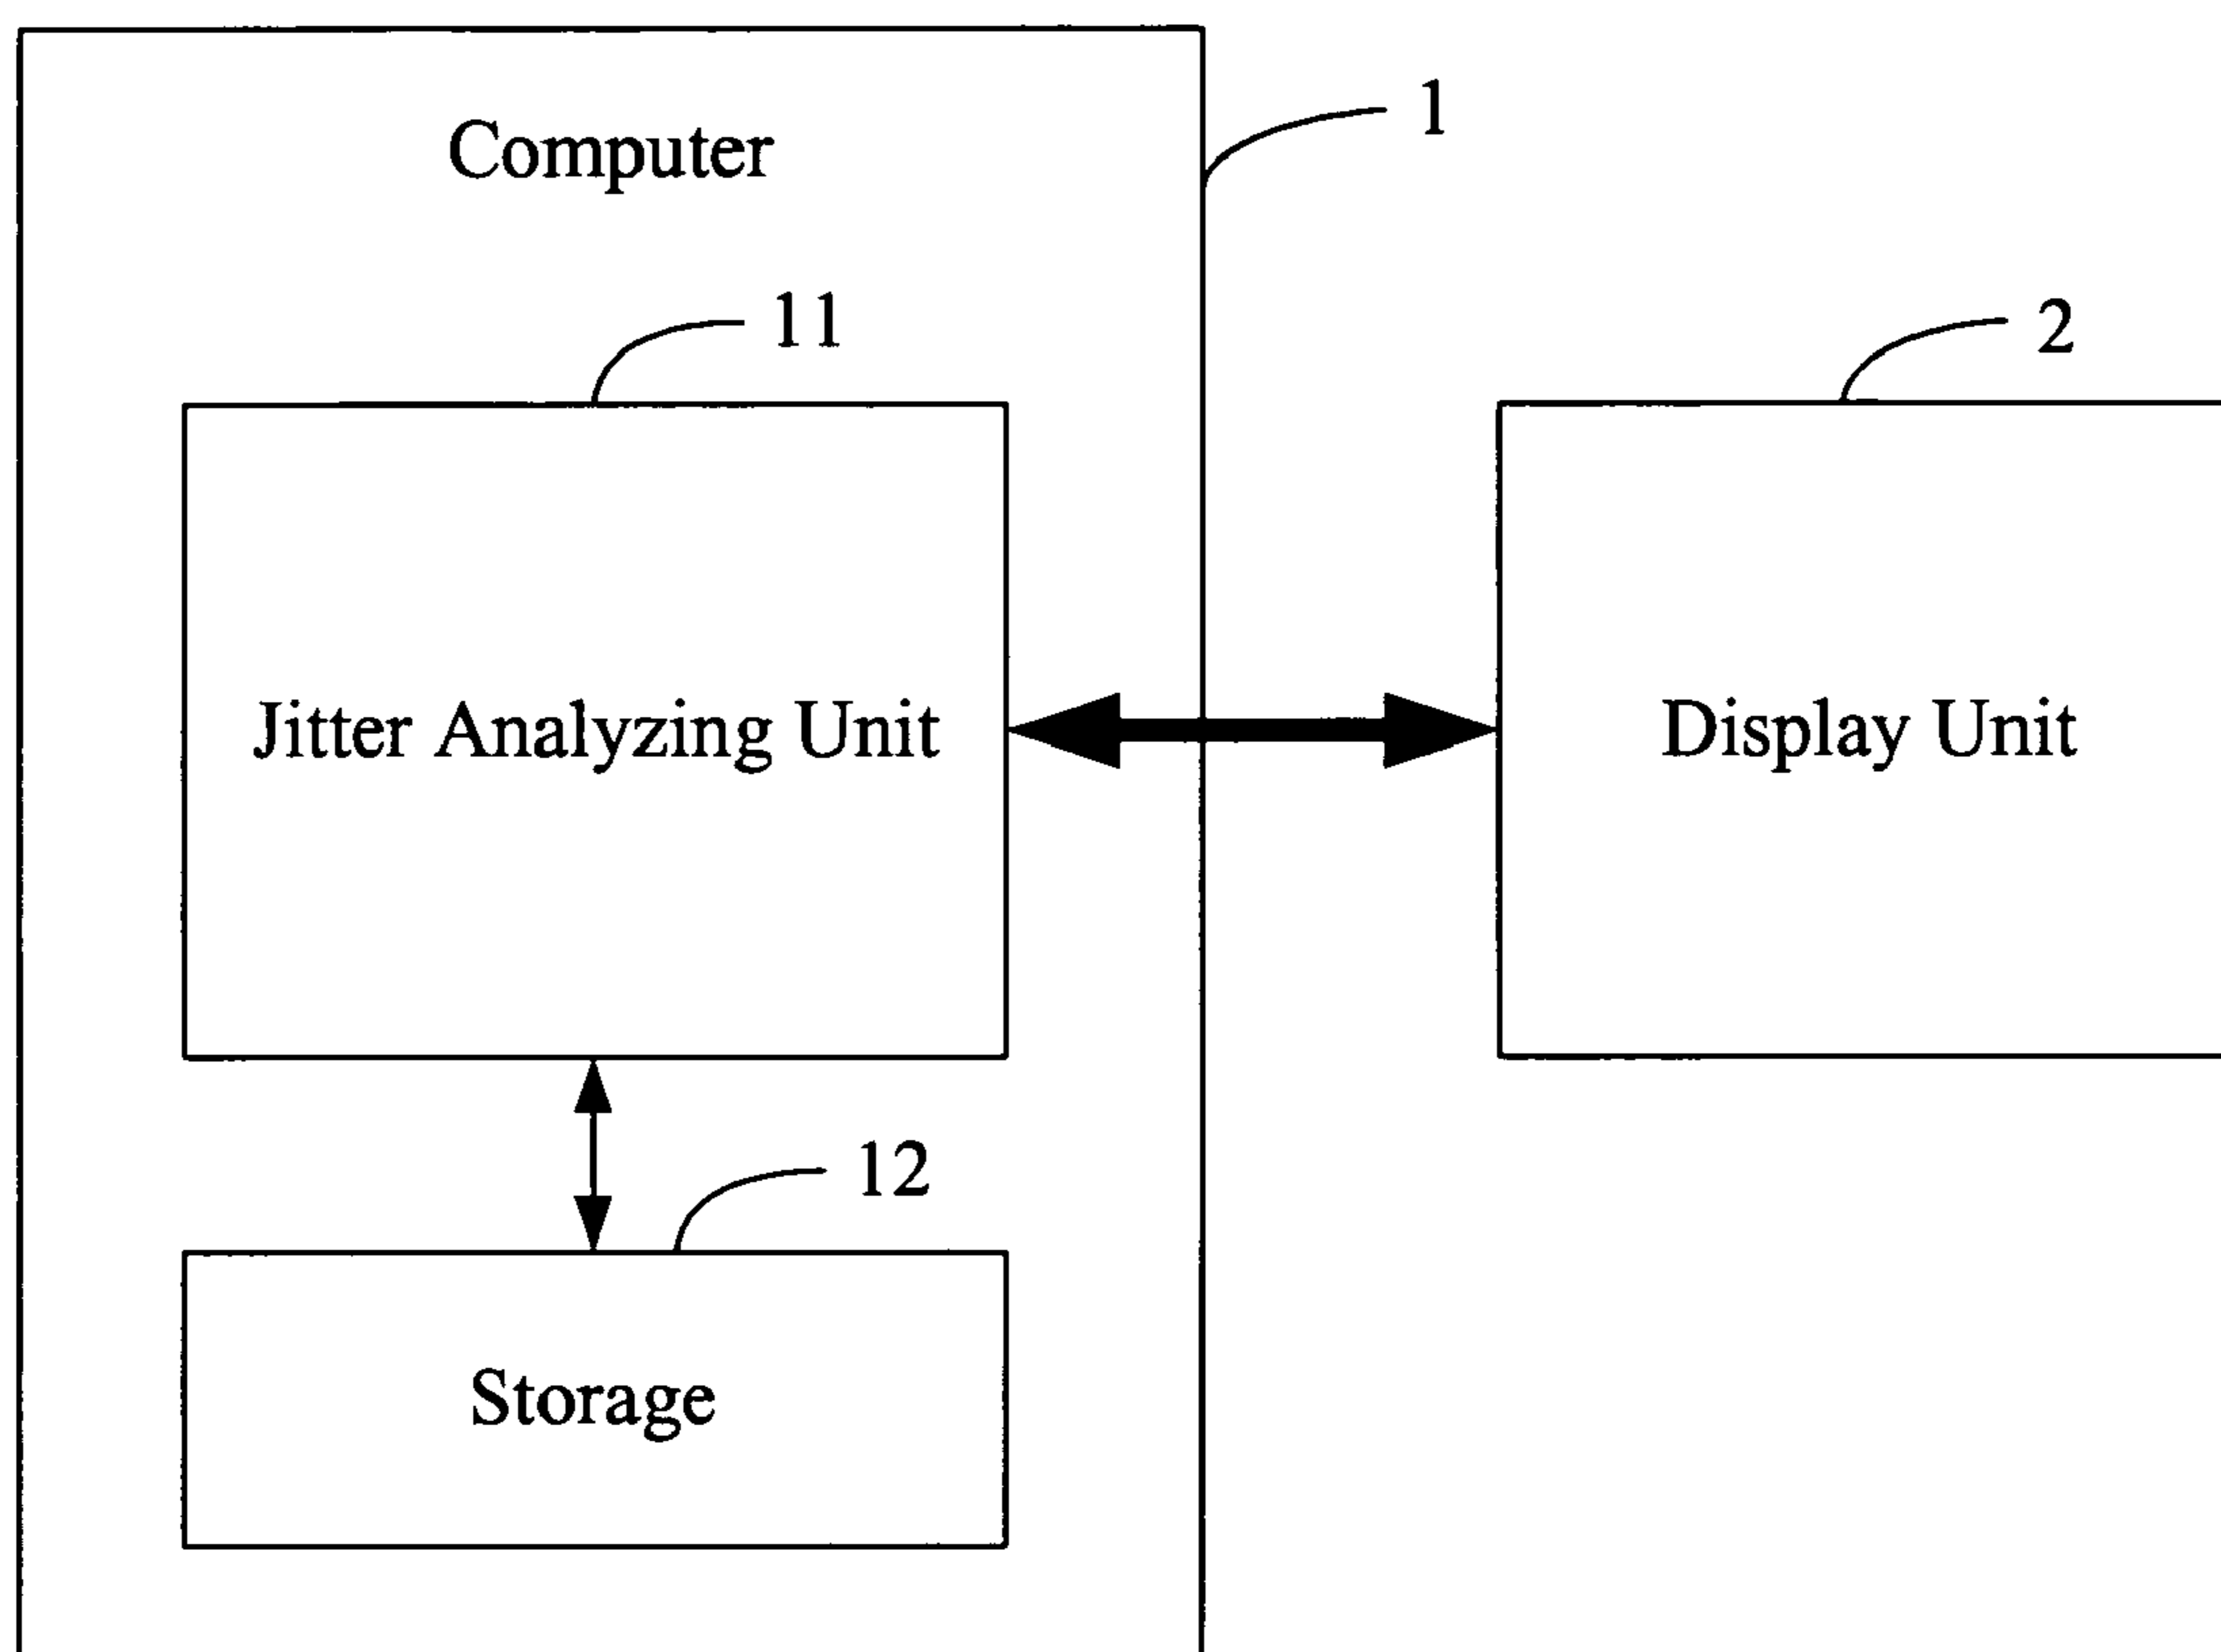 Computer
1
11
2
Jitter Analyzing Unit
Display Unit
12
Storage